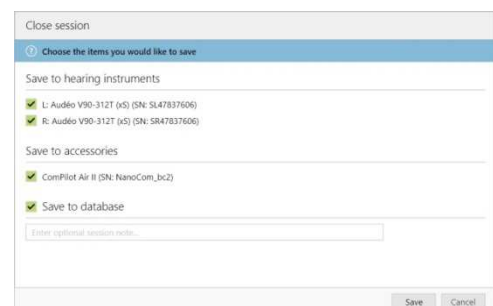 Close session
? Choose the items you would like to save
Save to hearing instruments
L: Audéo V90-312T (xS) (SN: SL47837606)
R: Audéo V90-312T (xS) (SN: SR47837606)
Save to accessories
ComPilot Air II (SN: NanoCom_bc2)
Save to database
Enter optional session note...
Save Cancel